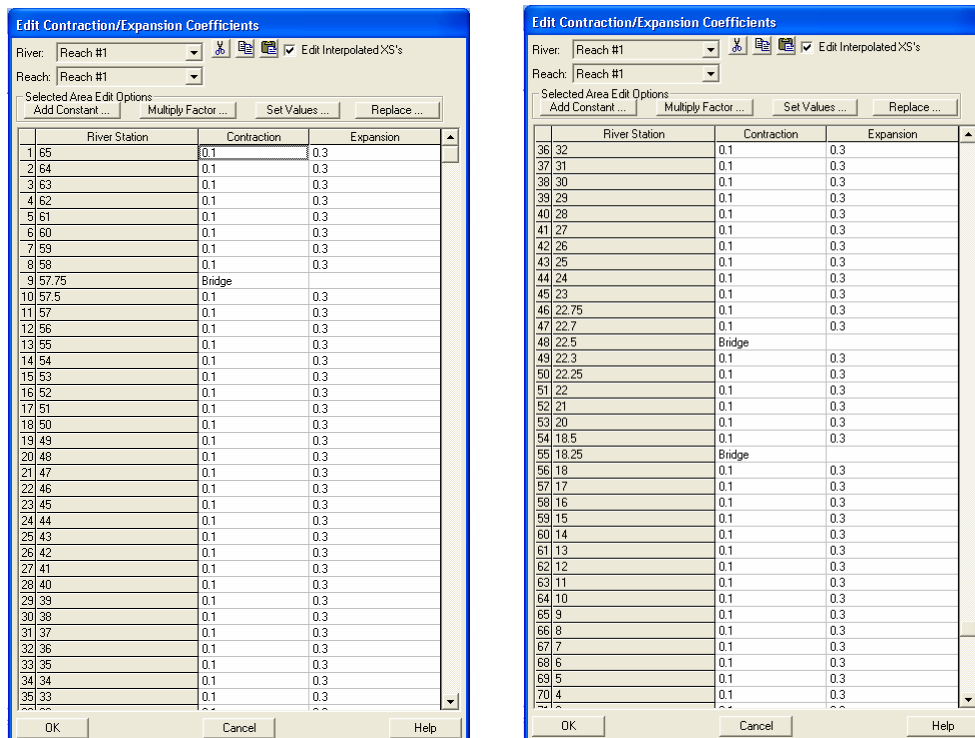 Edit Contraction/Expansion Coefficients
River: Reach #1 Edit Interpolated XS's
Reach: Reach #1
Selected Area Edit Options
Add Constant ... Multiply Factor ... Set Values ... Replace ...
River Station Contraction Expansion
1 65 0.1 0.3
2 64 0.1 0.3
3 63 0.1 0.3
4 62 0.1 0.3
5 61 0.1 0.3
6 60 0.1 0.3
7 59 0.1 0.3
8 58 0.1 0.3
9 57.75 Bridge
10 57.5 0.1 0.3
11 57 0.1 0.3
12 56 0.1 0.3
13 55 0.1 0.3
14 54 0.1 0.3
15 53 0.1 0.3
16 52 0.1 0.3
17 51 0.1 0.3
18 50 0.1 0.3
19 49 0.1 0.3
20 48 0.1 0.3
21 47 0.1 0.3
22 46 0.1 0.3
23 45 0.1 0.3
24 44 0.1 0.3
25 43 0.1 0.3
26 42 0.1 0.3
27 41 0.1 0.3
28 40 0.1 0.3
29 39 0.1 0.3
30 38 0.1 0.3
31 37 0.1 0.3
32 36 0.1 0.3
33 35 0.1 0.3
34 34 0.1 0.3
35 33 0.1 0.3
OK Cancel Help
Edit Contraction/Expansion Coefficients
River: Reach #1 Edit Interpolated XS's
Reach: Reach #1
Selected Area Edit Options
Add Constant ... Multiply Factor ... Set Values ... Replace ...
River Station Contraction Expansion
36 32 0.1 0.3
37 31 0.1 0.3
38 30 0.1 0.3
39 29 0.1 0.3
40 28 0.1 0.3
41 27 0.1 0.3
42 26 0.1 0.3
43 25 0.1 0.3
44 24 0.1 0.3
45 23 0.1 0.3
46 22.75 0.1 0.3
47 22.7 0.1 0.3
48 22.5 Bridge
49 22.3 0.1 0.3
50 22.25 0.1 0.3
51 22 0.1 0.3
52 21 0.1 0.3
53 20 0.1 0.3
54 18.5 0.1 0.3
55 18.25 Bridge
56 18 0.1 0.3
57 17 0.1 0.3
58 16 0.1 0.3
59 15 0.1 0.3
60 14 0.1 0.3
61 13 0.1 0.3
62 12 0.1 0.3
63 11 0.1 0.3
64 10 0.1 0.3
65 9 0.1 0.3
66 8 0.1 0.3
67 7 0.1 0.3
68 6 0.1 0.3
69 5 0.1 0.3
70 4 0.1 0.3
OK Cancel Help